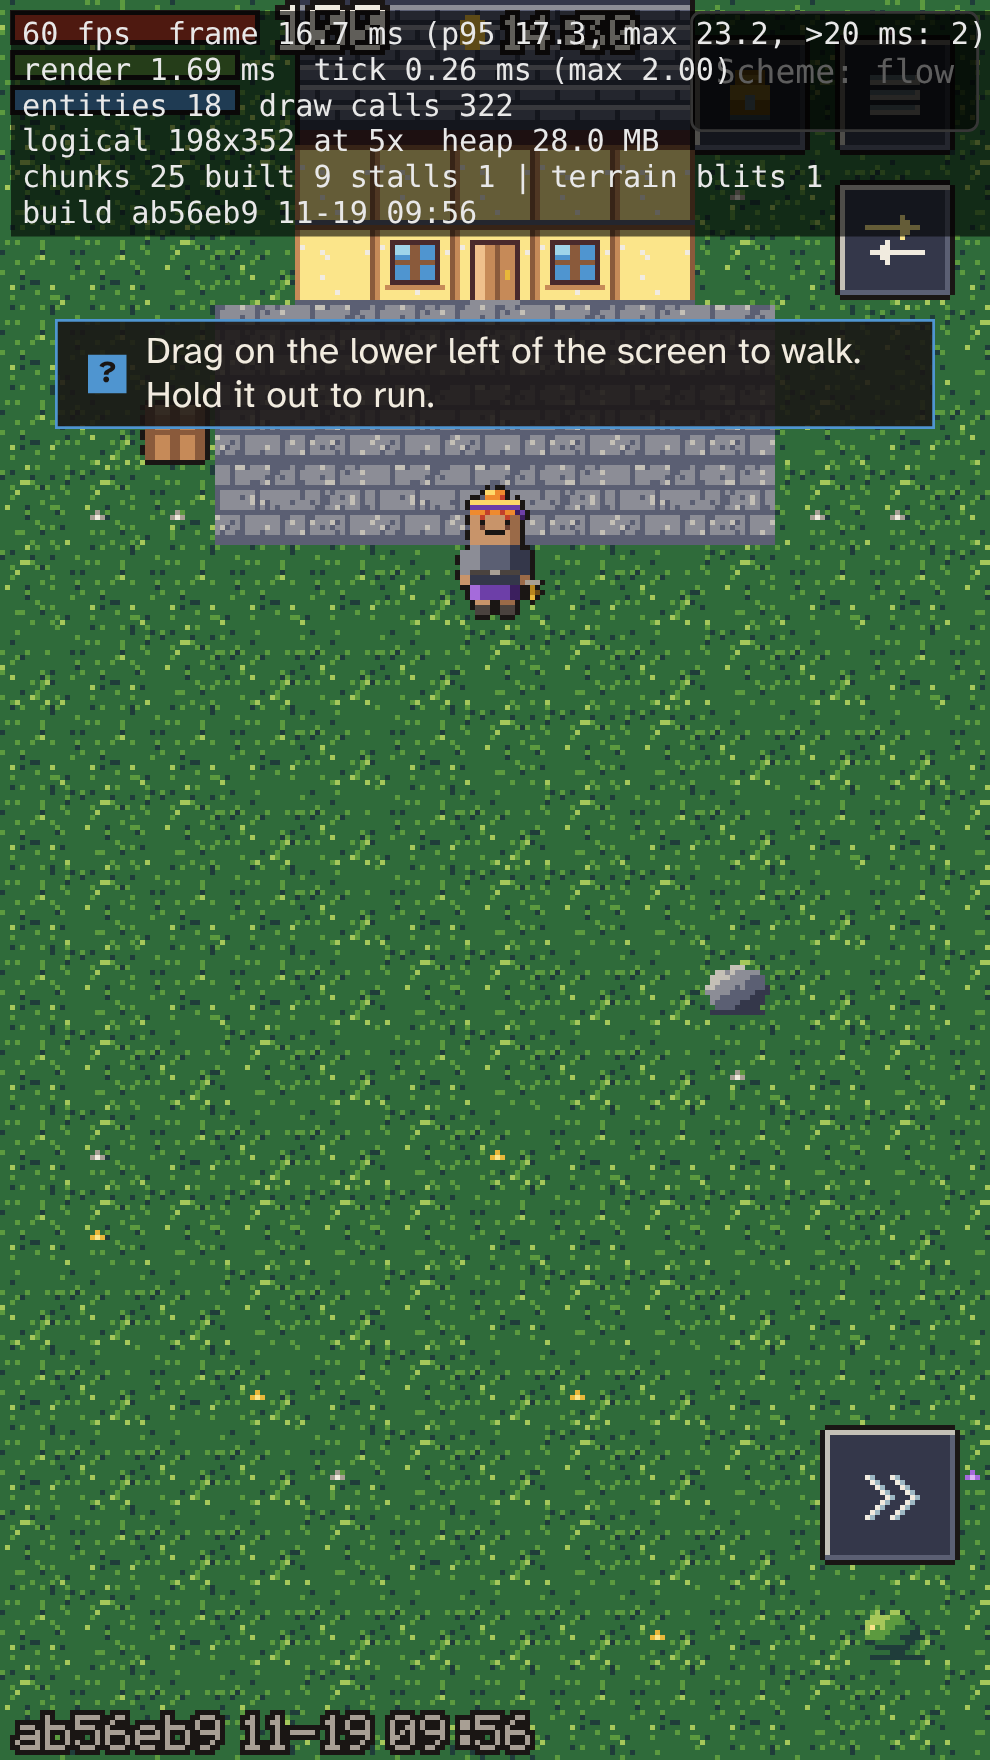 60 fps  frame 16.7 ms (p95 17.3, max 23.2, >20 ms: 2)
render 1.69 ms  tick 0.26 ms (max 2.00)
Scheme: flow
entities 18  draw calls 322
logical 198x352 at 5x  heap 28.0 MB
chunks 25 built 9 stalls 1 | terrain blits 1
build ab56eb9 11-19 09:56
?
Drag on the lower left of the screen to walk.
Hold it out to run.
ab56eb9 11-19 09:56